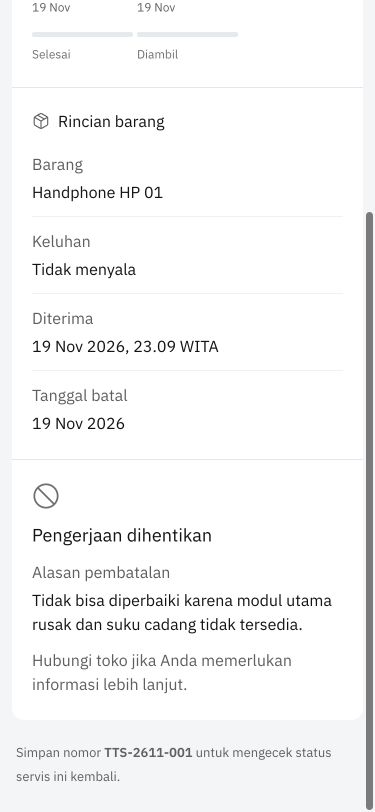 19 Nov 19 Nov
Selesai Diambil
Rincian barang
Barang
Handphone HP 01
Keluhan
Tidak menyala
Diterima
19 Nov 2026, 23.09 WITA
Tanggal batal
19 Nov 2026
Pengerjaan dihentikan
Alasan pembatalan
Tidak bisa diperbaiki karena modul utama
rusak dan suku cadang tidak tersedia.
Hubungi toko jika Anda memerlukan
informasi lebih lanjut.
Simpan nomor TTS-2611-001 untuk mengecek status
servis ini kembali.